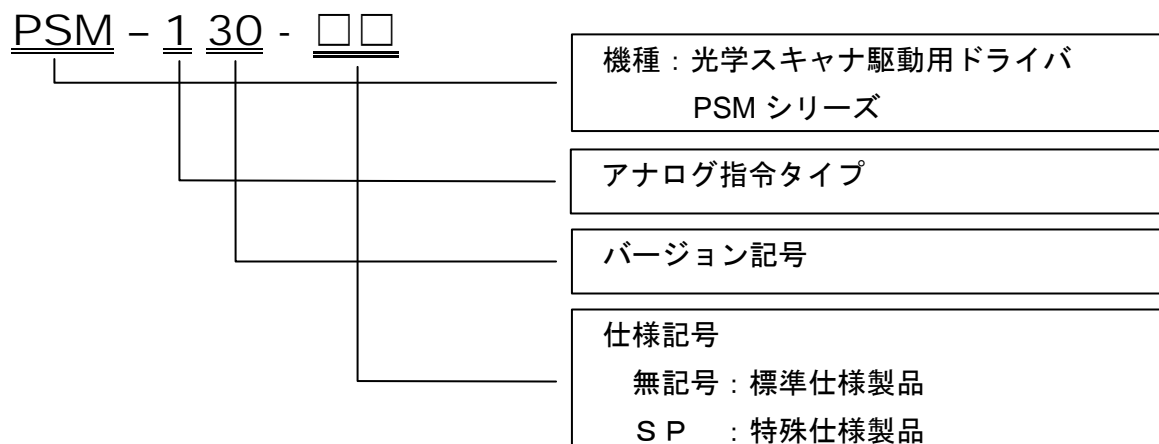 PSM – 1 30 - □□
機種：光学スキャナ駆動用ドライバ
PSM シリーズ
アナログ指令タイプ
バージョン記号
仕様記号
無記号：標準仕様製品
ＳＰ　：特殊仕様製品